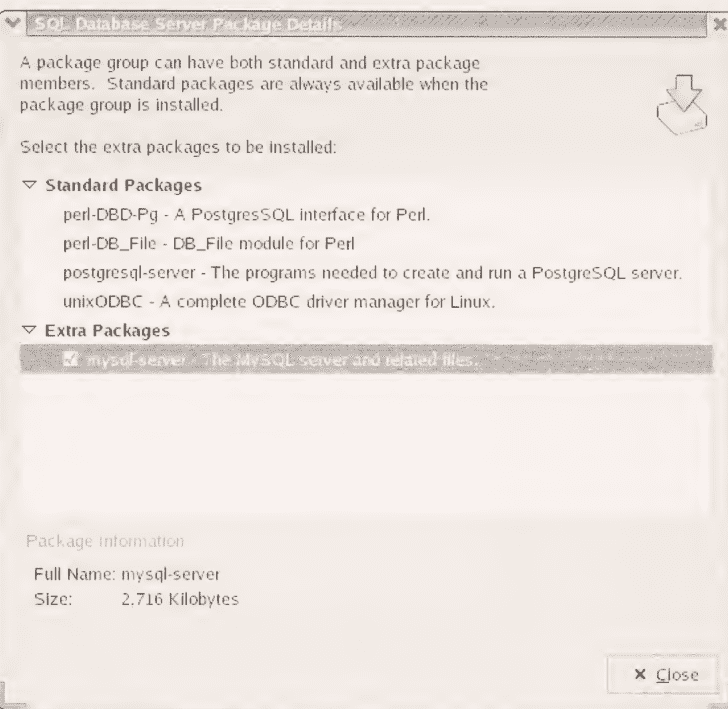 SQL Database Server Package Details
A package group can have both standard and extra package
members. Standard packages are always available when the
package group is installed.
Select the extra packages to be installed:
Standard Packages
perl-DBD-Pg - A PostgresSQL interface for Perl.
perl-DB_File - DB_File module for Perl
postgresql-server - The programs needed to create and run a PostgreSQL server.
unixODBC - A complete ODBC driver manager for Linux.
Extra Packages
mysql-server - The MySQL server and related files.
Package Information
Full Name: mysql-server
Size: 2,716 Kilobytes
Close